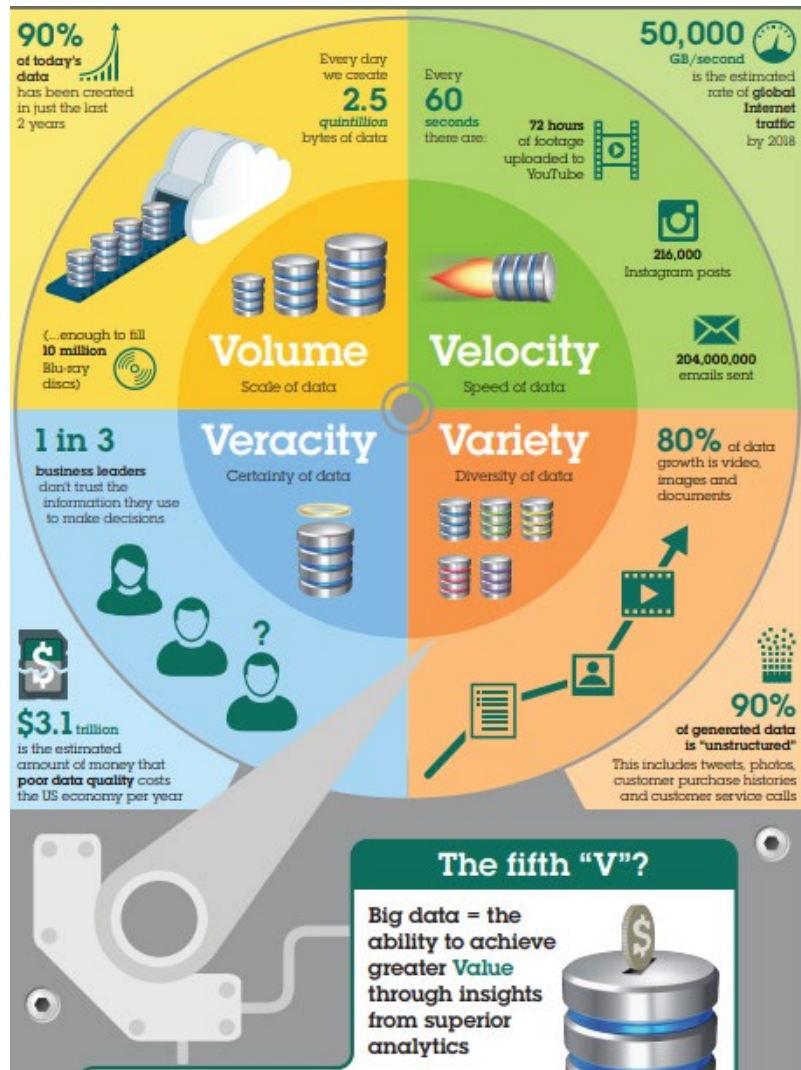 90%
of today's
data
has been created
in just the last
2 years
Every day
we create
2.5
quintillion
bytes of data
(...enough to fill
10 million
Blu-ray
discs)
Volume
Scale of data
Every
60
seconds
there are:
72 hours
of footage
uploaded to
YouTube
50,000
GB/second
is the estimated
rate of global
Internet
traffic
by 2018
216,000
Instagram posts
204,000,000
emails sent
Velocity
Speed of data
Veracity
Certainty of data
1 in 3
business leaders
don't trust the
information they use
to make decisions
?
$
$3.1 trillion
is the estimated
amount of money that
poor data quality costs
the US economy per year
Variety
Diversity of data
80% of data
growth is video,
images and
documents
90%
of generated data
is "unstructured"
This includes tweets, photos,
customer purchase histories
and customer service calls
The fifth "V"?
Big data = the
ability to achieve
greater Value
through insights
from superior
analytics
$